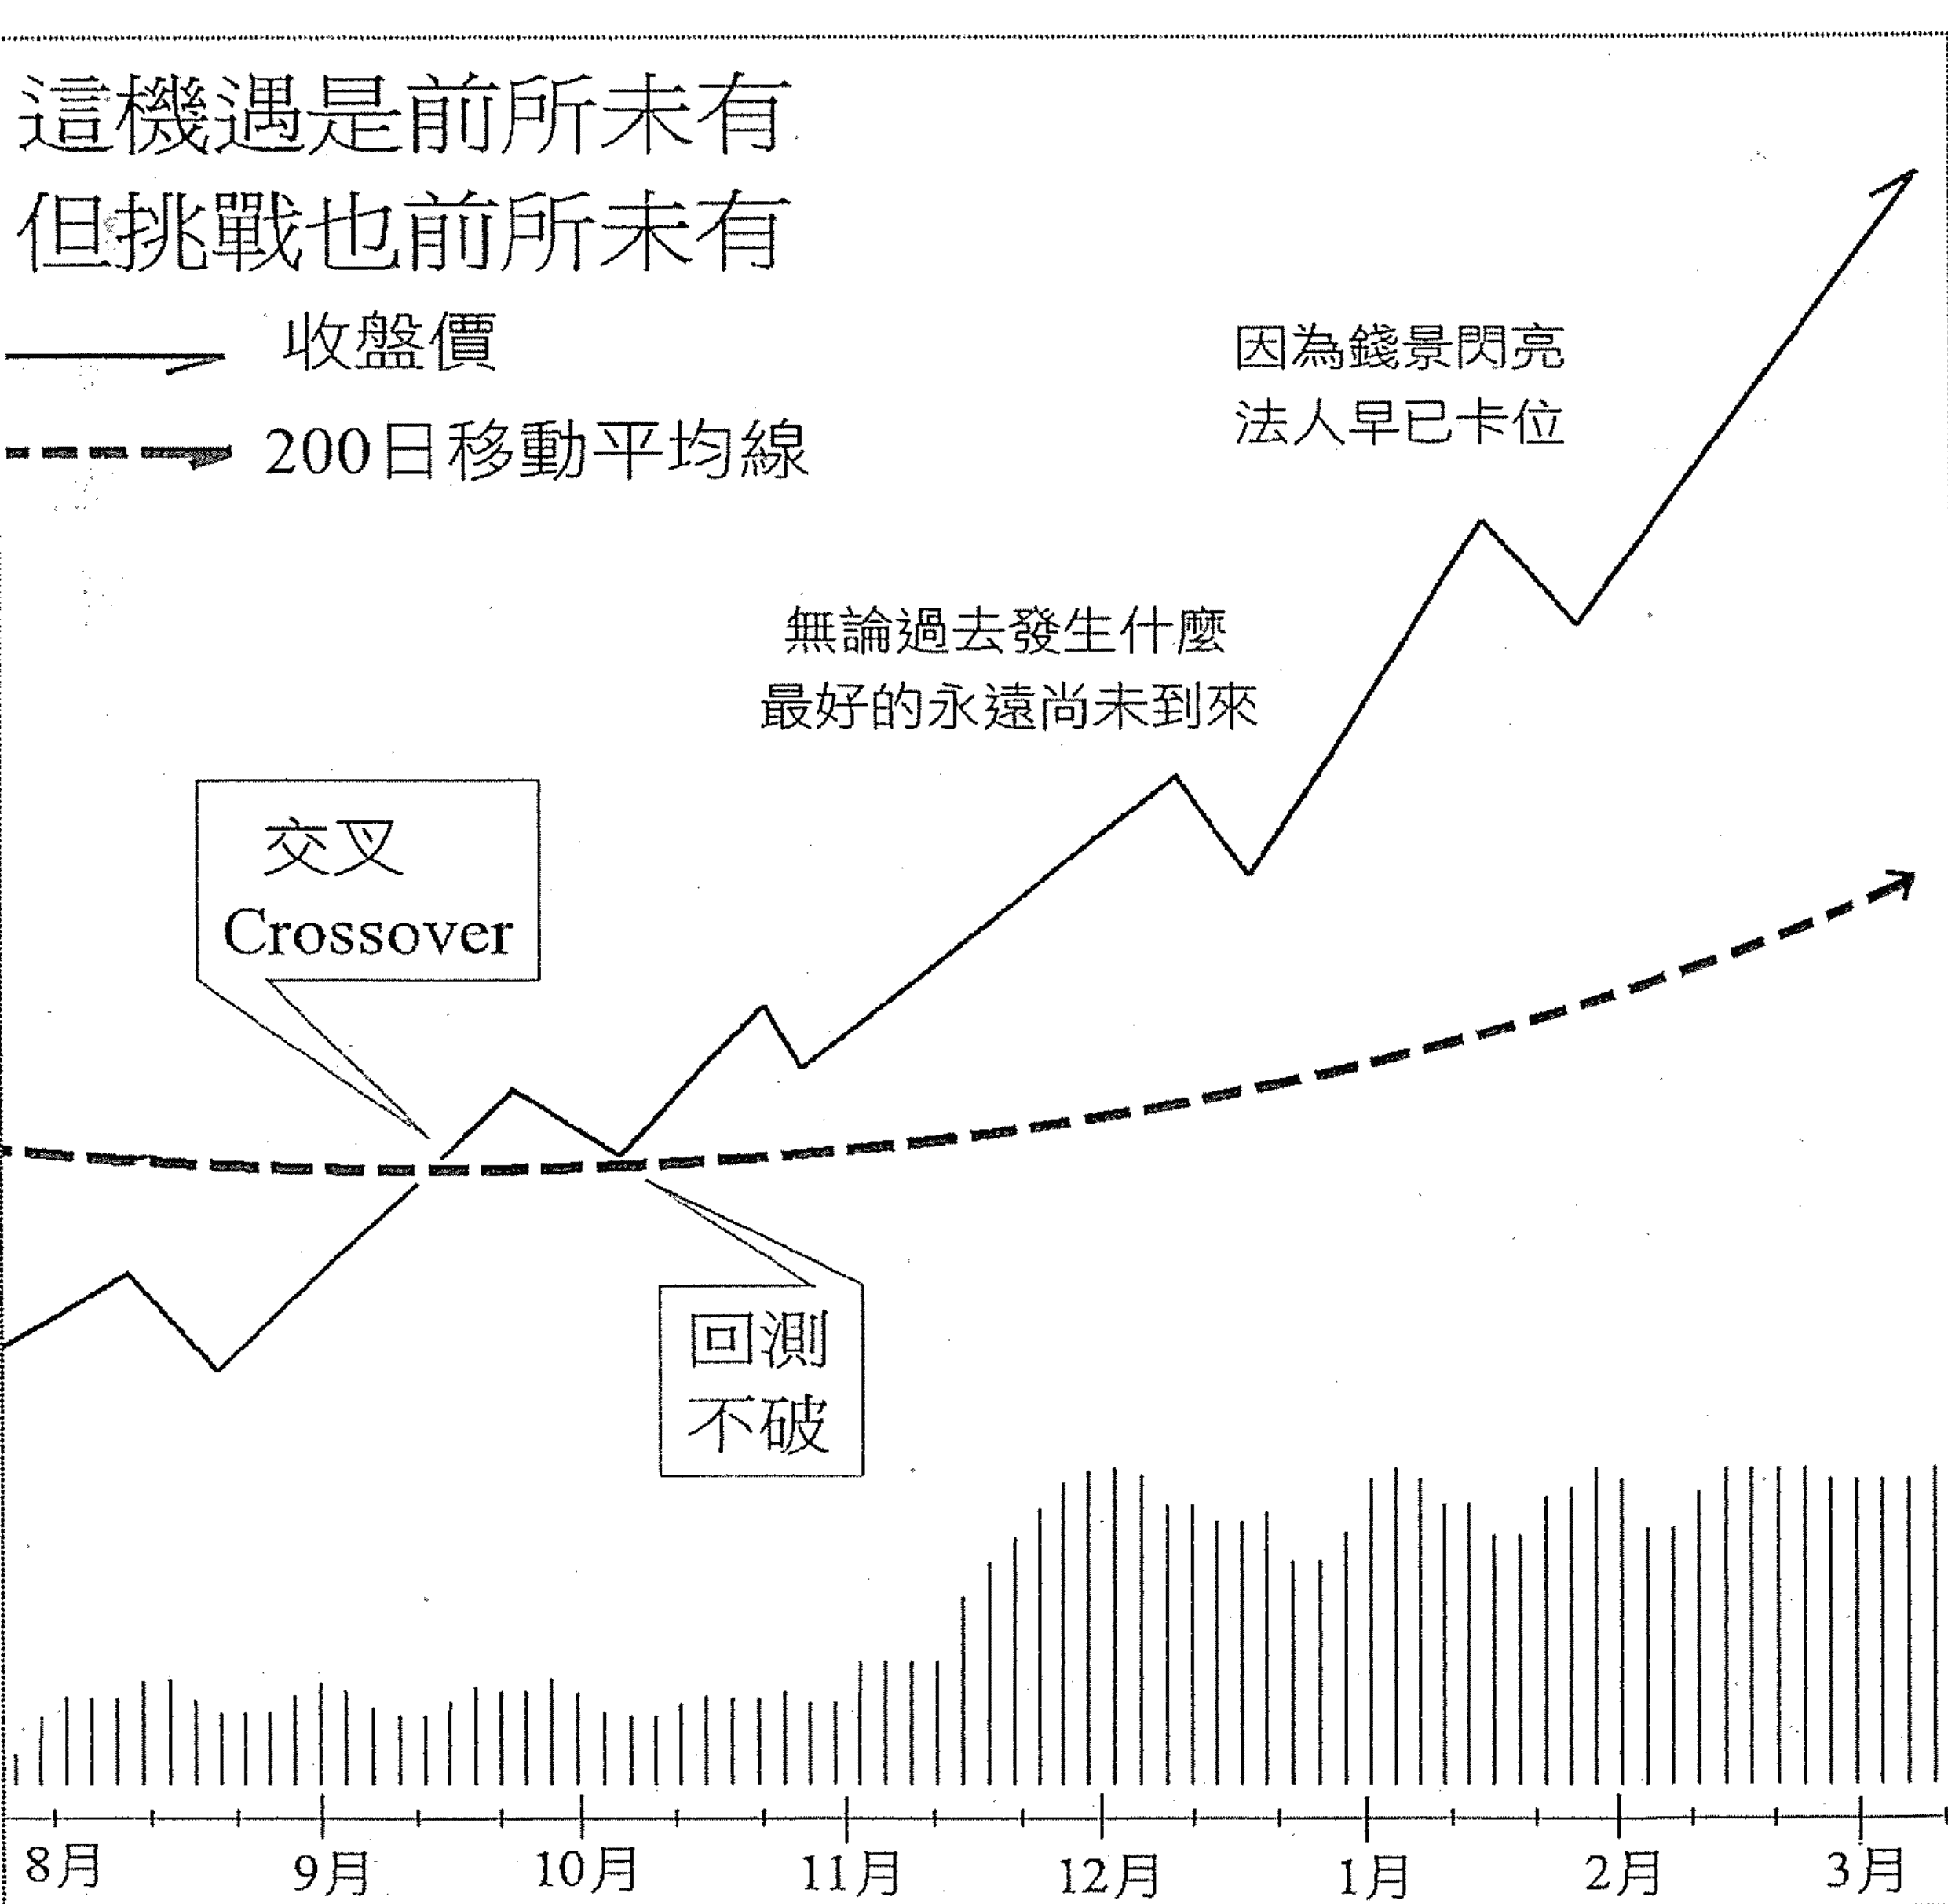 這機遇是前所未有
但挑戰也前所未有
收盤價
200日移動平均線
因為錢景閃亮
法人早已卡位
無論過去發生什麼
最好的永遠尚未到來
交叉
Crossover
回測
不破
8月 9月 10月 11月 12月 1月 2月 3月